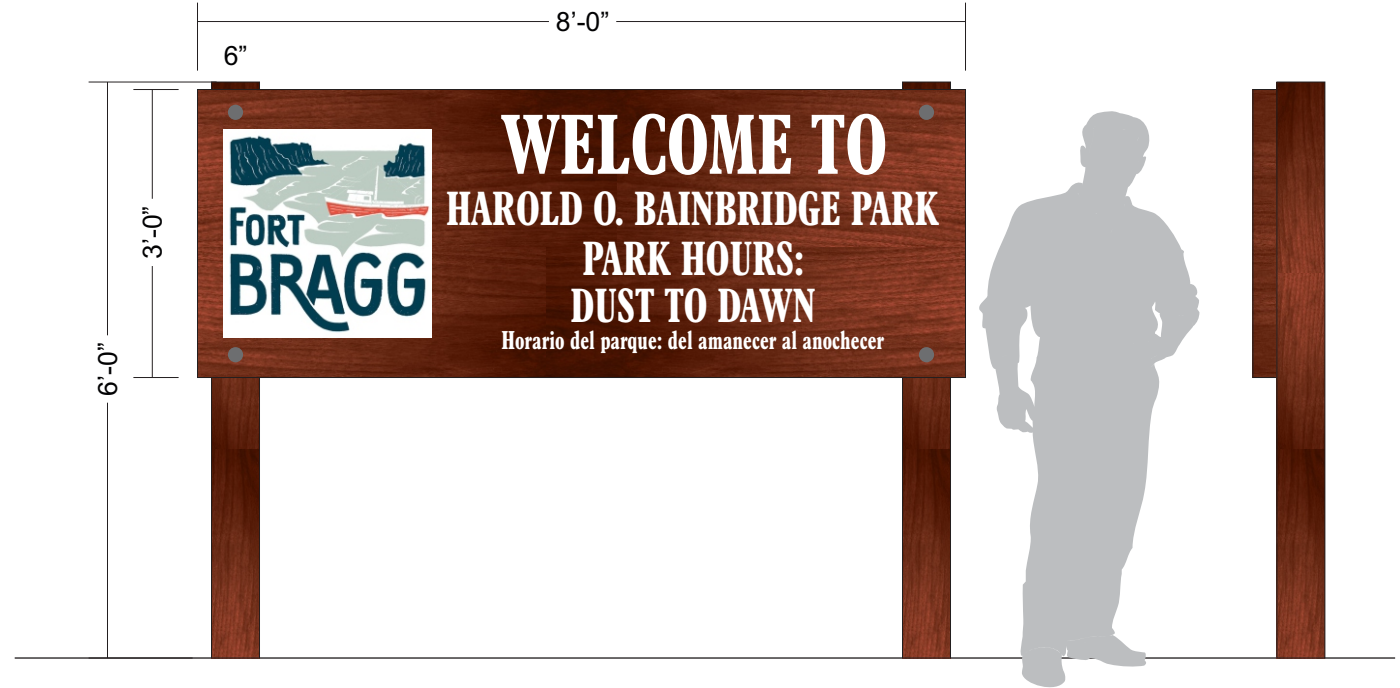 8’-0”
6”
3’-0”
6’-0”
FORT
BRAGG
WELCOME TO
HAROLD O. BAINBRIDGE PARK
PARK HOURS:
DUST TO DAWN
Horario del parque: del amanecer al anochecer